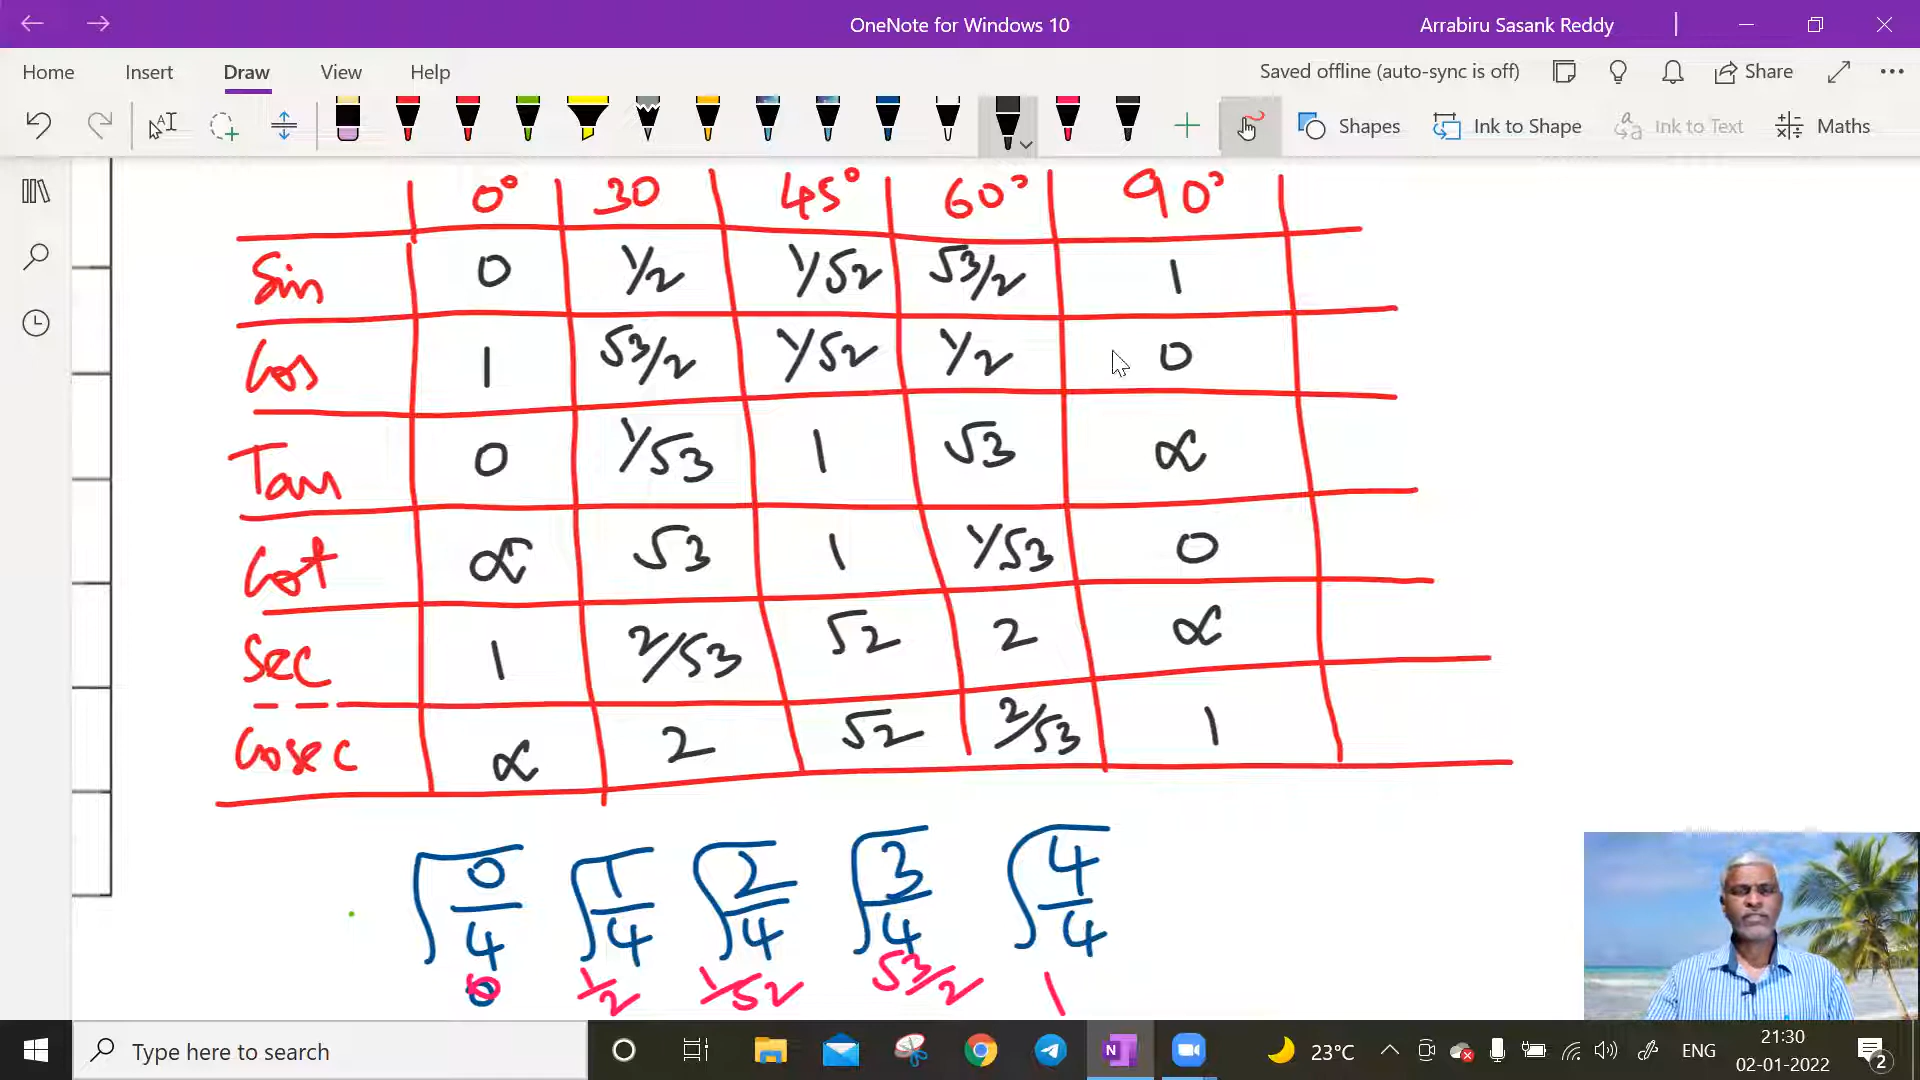 OneNote for Windows 10
Arrabiru Sasank Reddy
Home Insert Draw View Help
Saved offline (auto-sync is off) Share
Shapes Ink to Shape Ink to Text Maths
0° 30 45° 60° 90°
Sin 0 1/2 1/√2 √3/2 1
Cos 1 √3/2 1/√2 1/2 0
Tan 0 1/√3 1 √3 ∝
Cot ∝ √3 1 1/√3 0
Sec 1 2/√3 √2 2 ∝
Cosec ∝ 2 √2 2/√3 1
√0/4 √1/4 √2/4 √3/4 √4/4
0 1/2 1/√2 √3/2 1
Type here to search
23°C ENG 21:30
02-01-2022 2